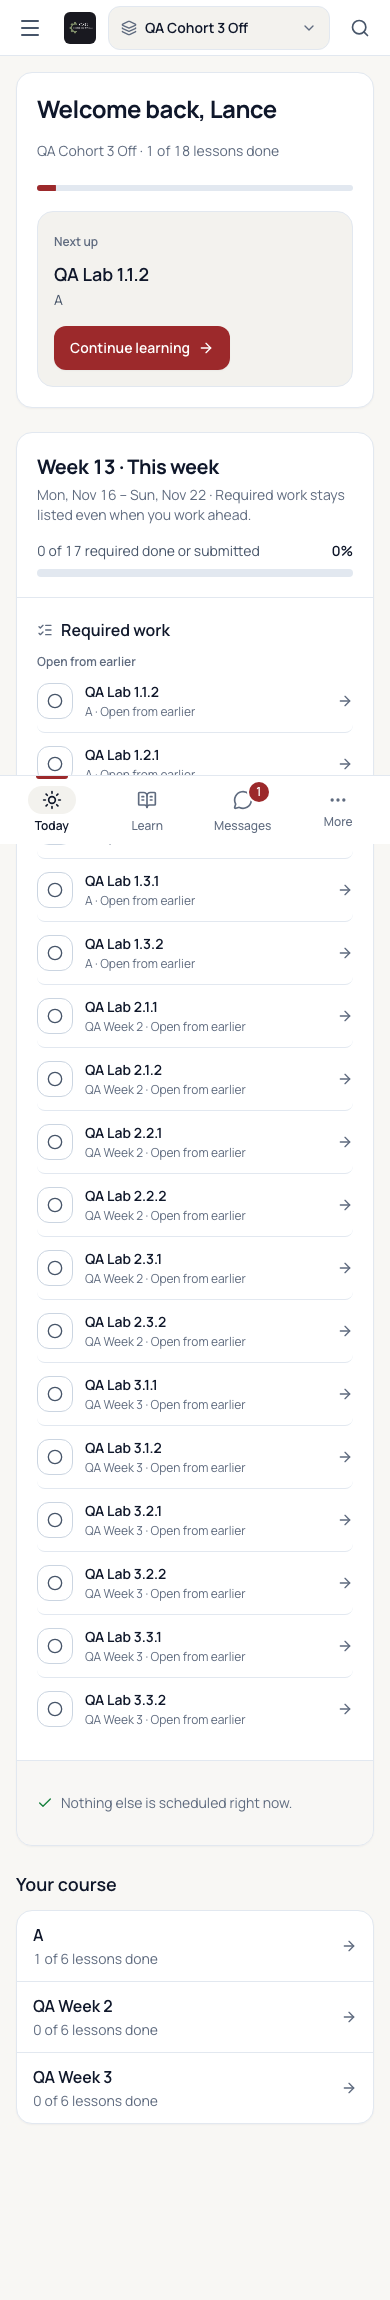 QA Cohort 3 Off
Welcome back, Lance
QA Cohort 3 Off · 1 of 18 lessons done
Next up
QA Lab 1.1.2
A
Continue learning
Week 13 · This week
Mon, Nov 16 – Sun, Nov 22 · Required work stays
listed even when you work ahead.
0 of 17 required done or submitted 0%
Required work
Open from earlier
QA Lab 1.1.2
A · Open from earlier
QA Lab 1.2.1
A · Open from earlier
Today
Learn
1
Messages
More
QA Lab 1.3.1
A · Open from earlier
QA Lab 1.3.2
A · Open from earlier
QA Lab 2.1.1
QA Week 2 · Open from earlier
QA Lab 2.1.2
QA Week 2 · Open from earlier
QA Lab 2.2.1
QA Week 2 · Open from earlier
QA Lab 2.2.2
QA Week 2 · Open from earlier
QA Lab 2.3.1
QA Week 2 · Open from earlier
QA Lab 2.3.2
QA Week 2 · Open from earlier
QA Lab 3.1.1
QA Week 3 · Open from earlier
QA Lab 3.1.2
QA Week 3 · Open from earlier
QA Lab 3.2.1
QA Week 3 · Open from earlier
QA Lab 3.2.2
QA Week 3 · Open from earlier
QA Lab 3.3.1
QA Week 3 · Open from earlier
QA Lab 3.3.2
QA Week 3 · Open from earlier
Nothing else is scheduled right now.
Your course
A
1 of 6 lessons done
QA Week 2
0 of 6 lessons done
QA Week 3
0 of 6 lessons done